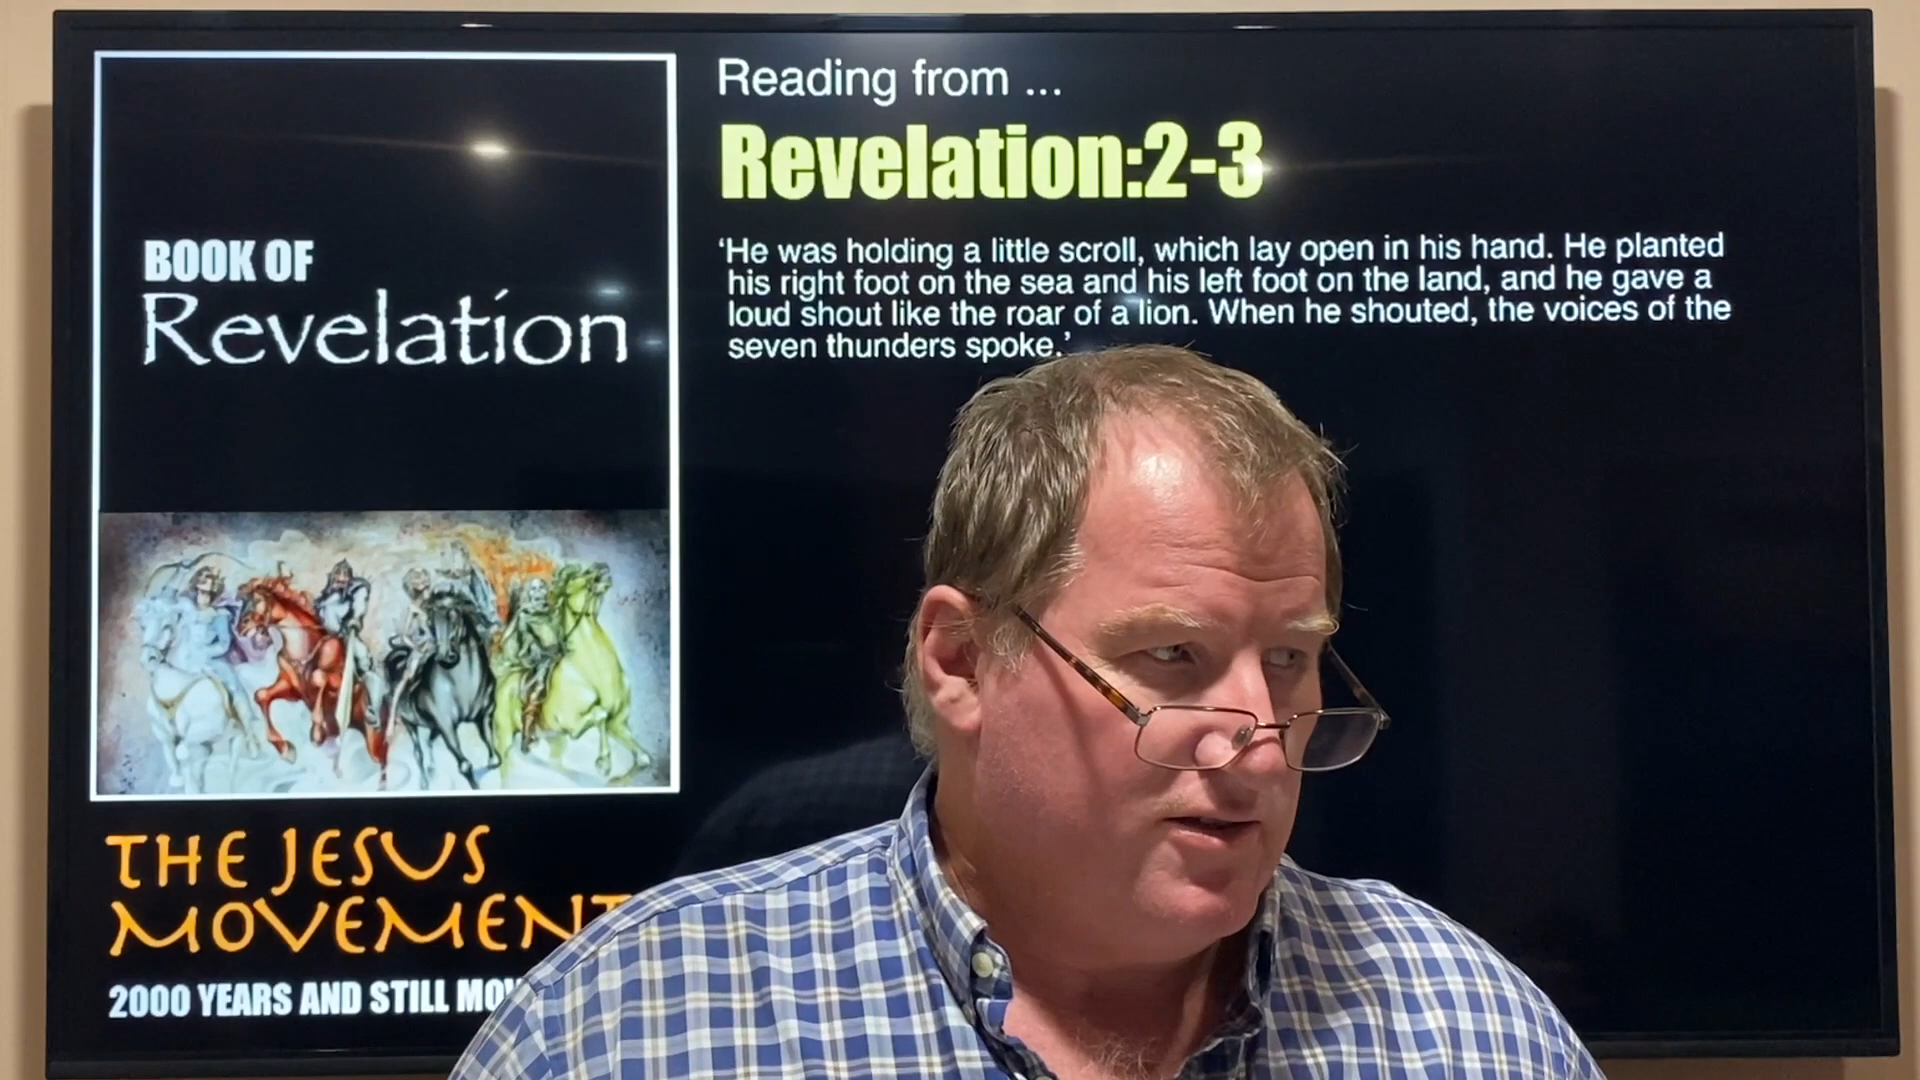 BOOK OF
Revelation
THE JESUS
MOVEMENT
2000 YEARS AND STILL
Reading from ...
Revelation:2-3
‘He was holding a little scroll, which lay open in his hand. He planted
his right foot on the sea and his left foot on the land, and he gave a
loud shout like the roar of a lion. When he shouted, the voices of the
seven thunders spoke.’